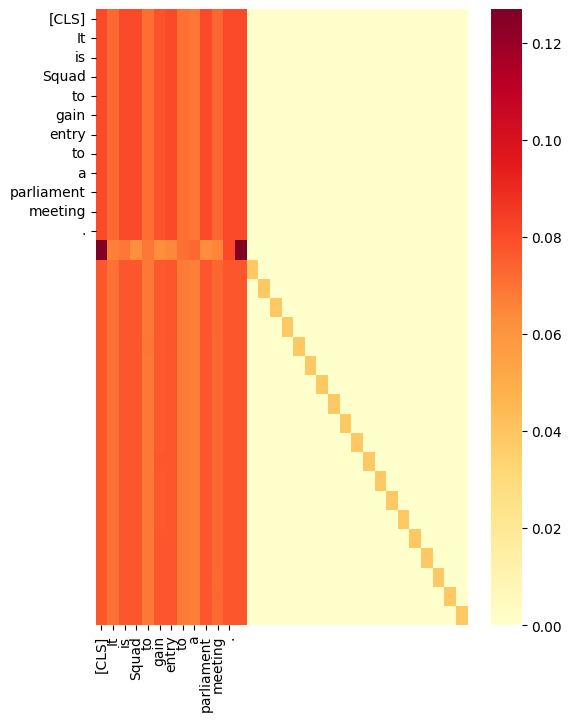 [CLS]
It
is
Squad
to
gain
entry
to
a
parliament
meeting
.
0.12
0.10
0.08
0.06
0.04
0.02
0.00
[CLS]
It
is
Squad
to
gain
entry
to
a
parliament
meeting
.